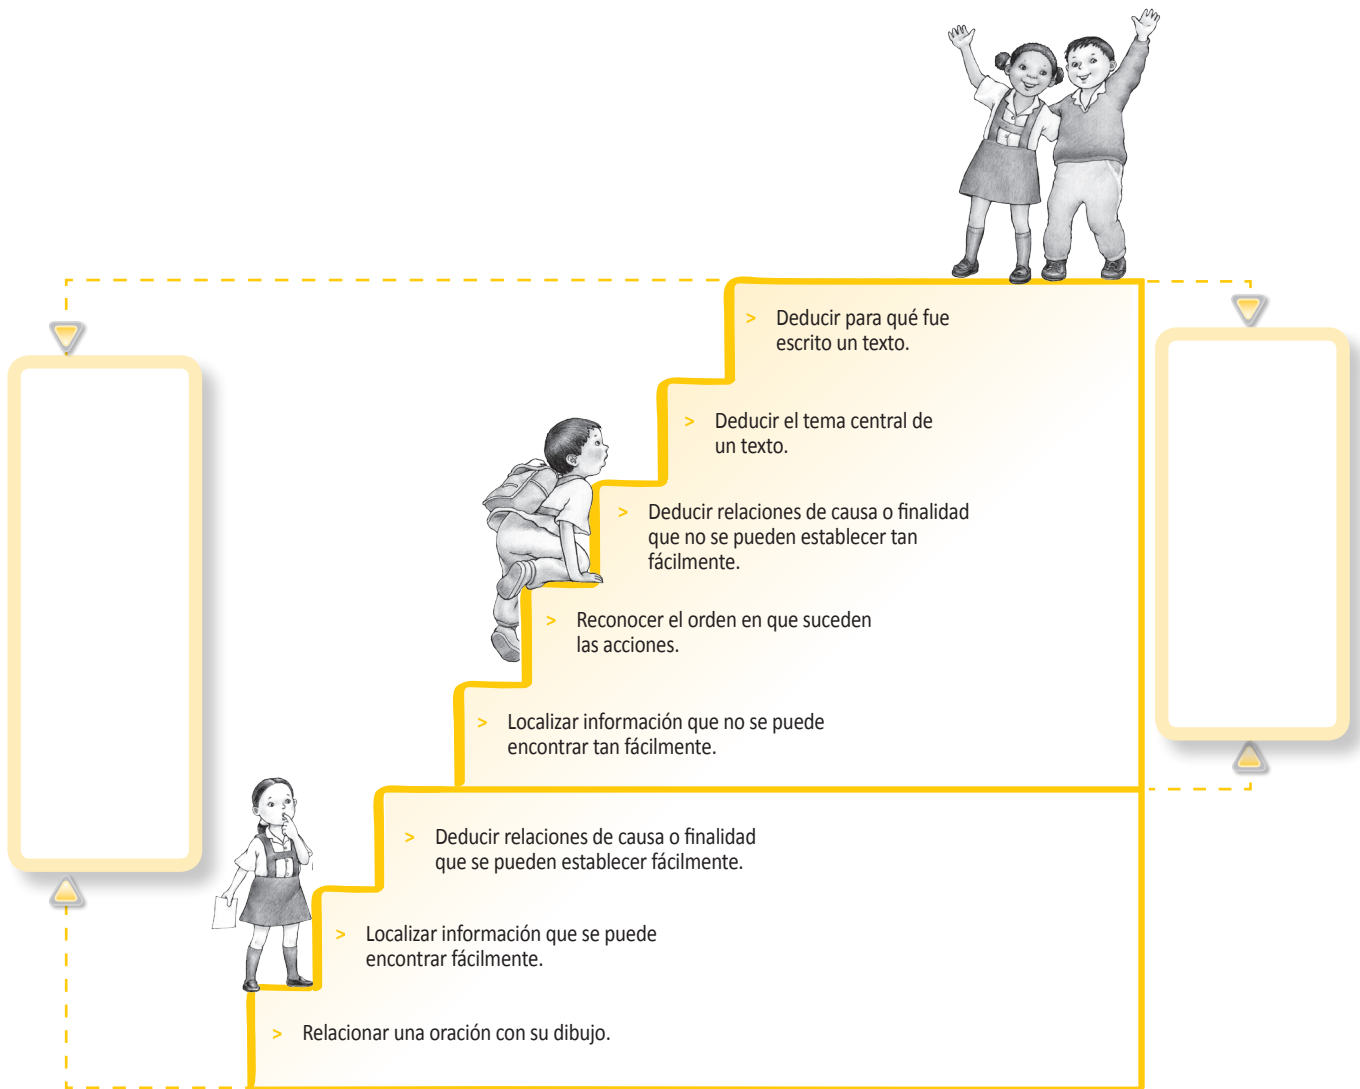 > Deducir para qué fue
escrito un texto.
> Deducir el tema central de
un texto.
> Deducir relaciones de causa o finalidad
que no se pueden establecer tan
fácilmente.
> Reconocer el orden en que suceden
las acciones.
> Localizar información que no se puede
encontrar tan fácilmente.
> Deducir relaciones de causa o finalidad
que se pueden establecer fácilmente.
> Localizar información que se puede
encontrar fácilmente.
> Relacionar una oración con su dibujo.